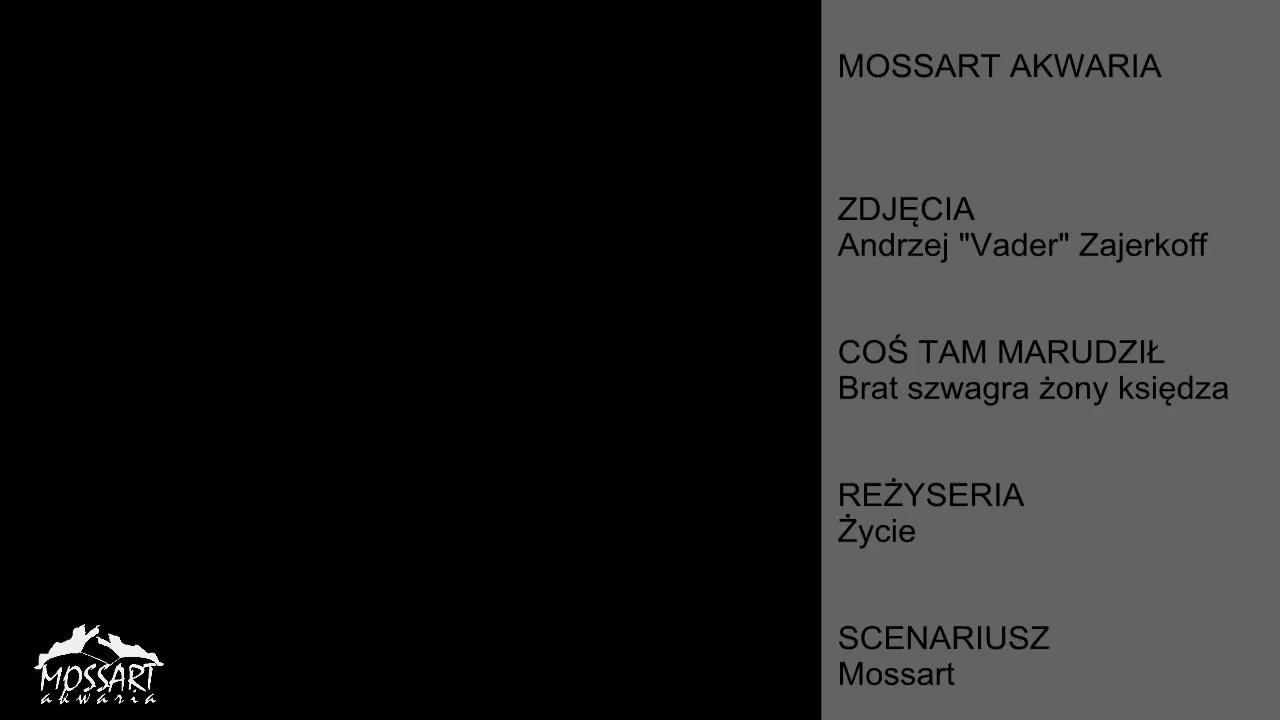 MOSSART AKWARIA
ZDJĘCIA
Andrzej "Vader" Zajerkoff
COŚ TAM MARUDZIŁ
Brat szwagra żony księdza
REŻYSERIA
Życie
SCENARIUSZ
Mossart
MOSSART
akwaria